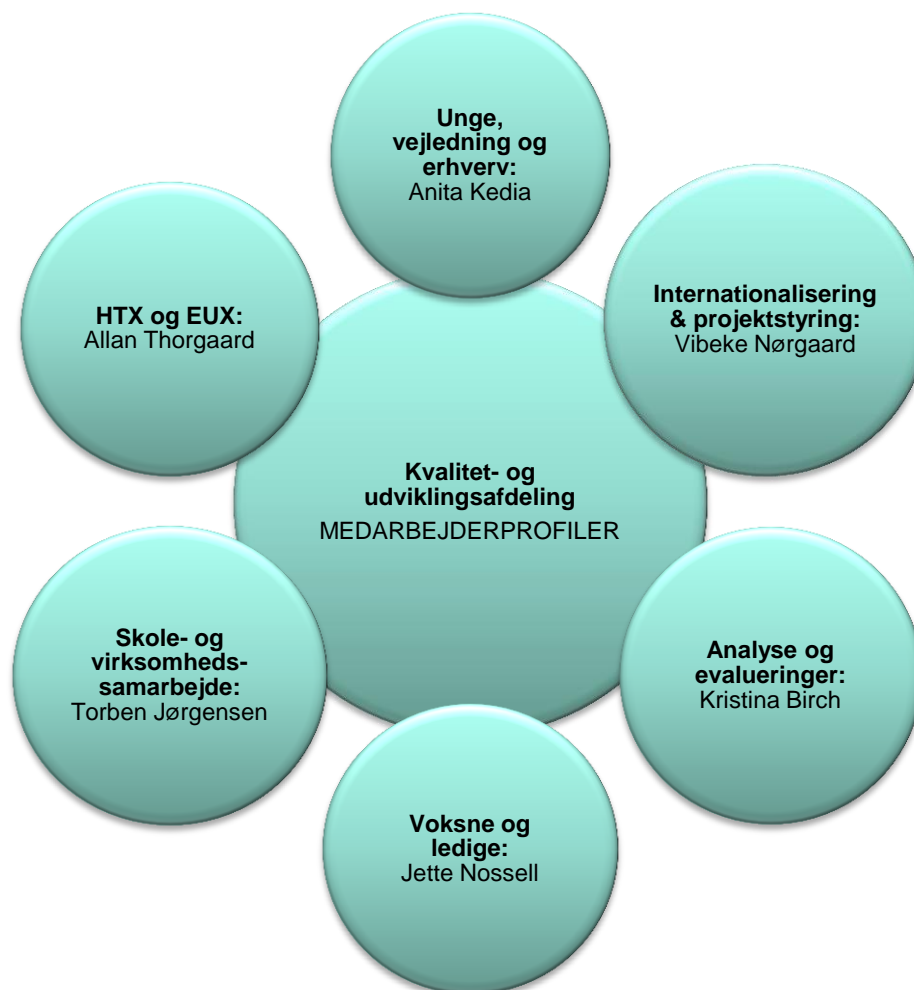 Unge,
vejledning og
erhverv:
Anita Kedia
Internationalisering
& projektstyring:
Vibeke Nørgaard
HTX og EUX:
Allan Thorgaard
Kvalitet- og
udviklingsafdeling
MEDARBEJDERPROFILER
Skole- og
virksomheds-
samarbejde:
Torben Jørgensen
Analyse og
evalueringer:
Kristina Birch
Voksne og
ledige:
Jette Nossell